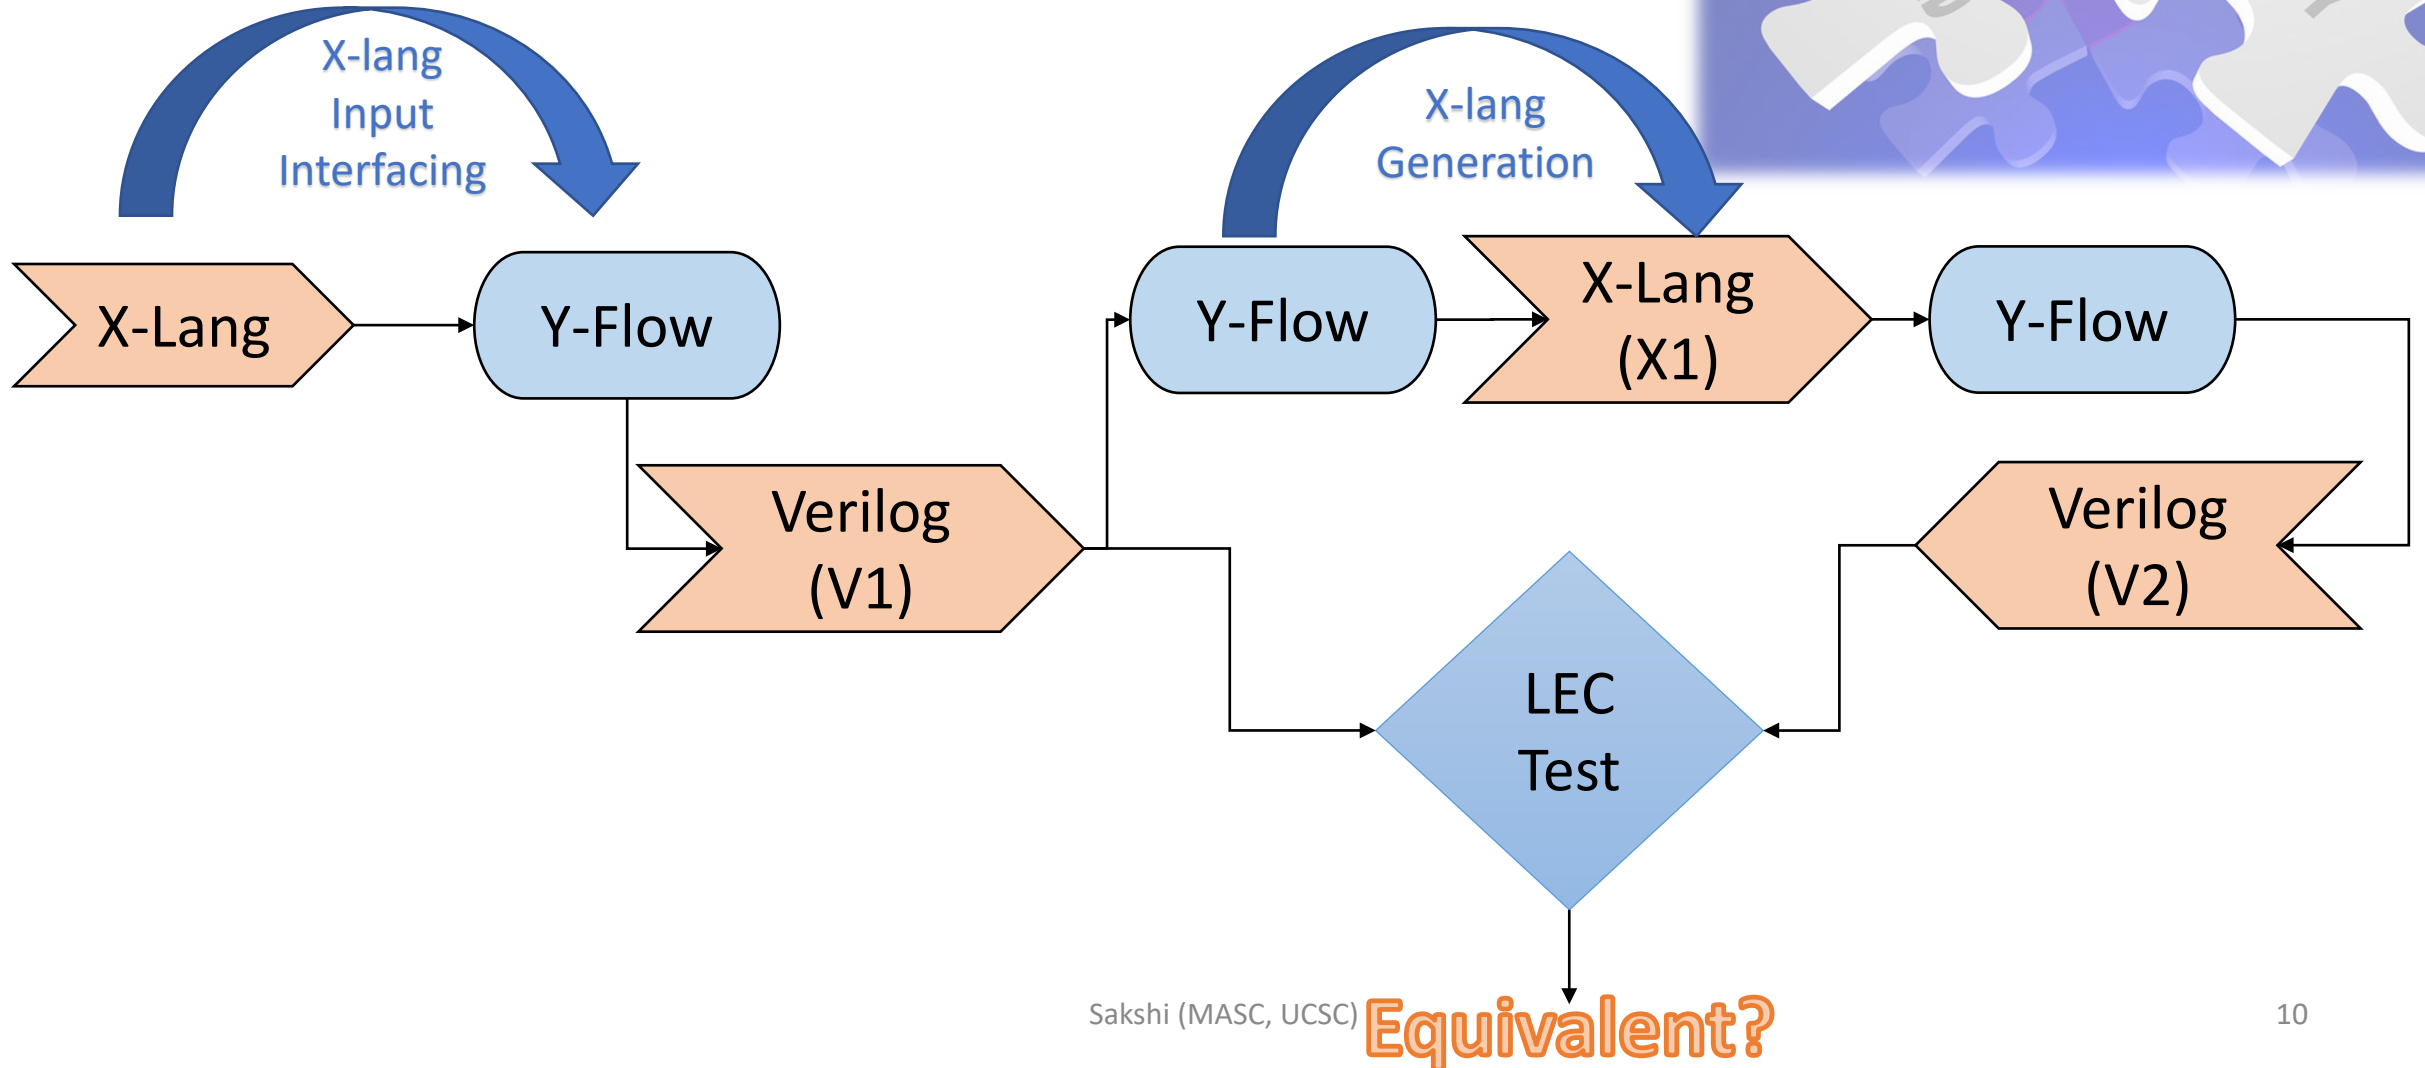 X-lang
Input
Interfacing
X-lang
Generation
X-Lang
Y-Flow
Y-Flow
X-Lang
(X1)
Y-Flow
Verilog
(V1)
Verilog
(V2)
LEC
Test
Sakshi (MASC, UCSC)
Equivalent?
10